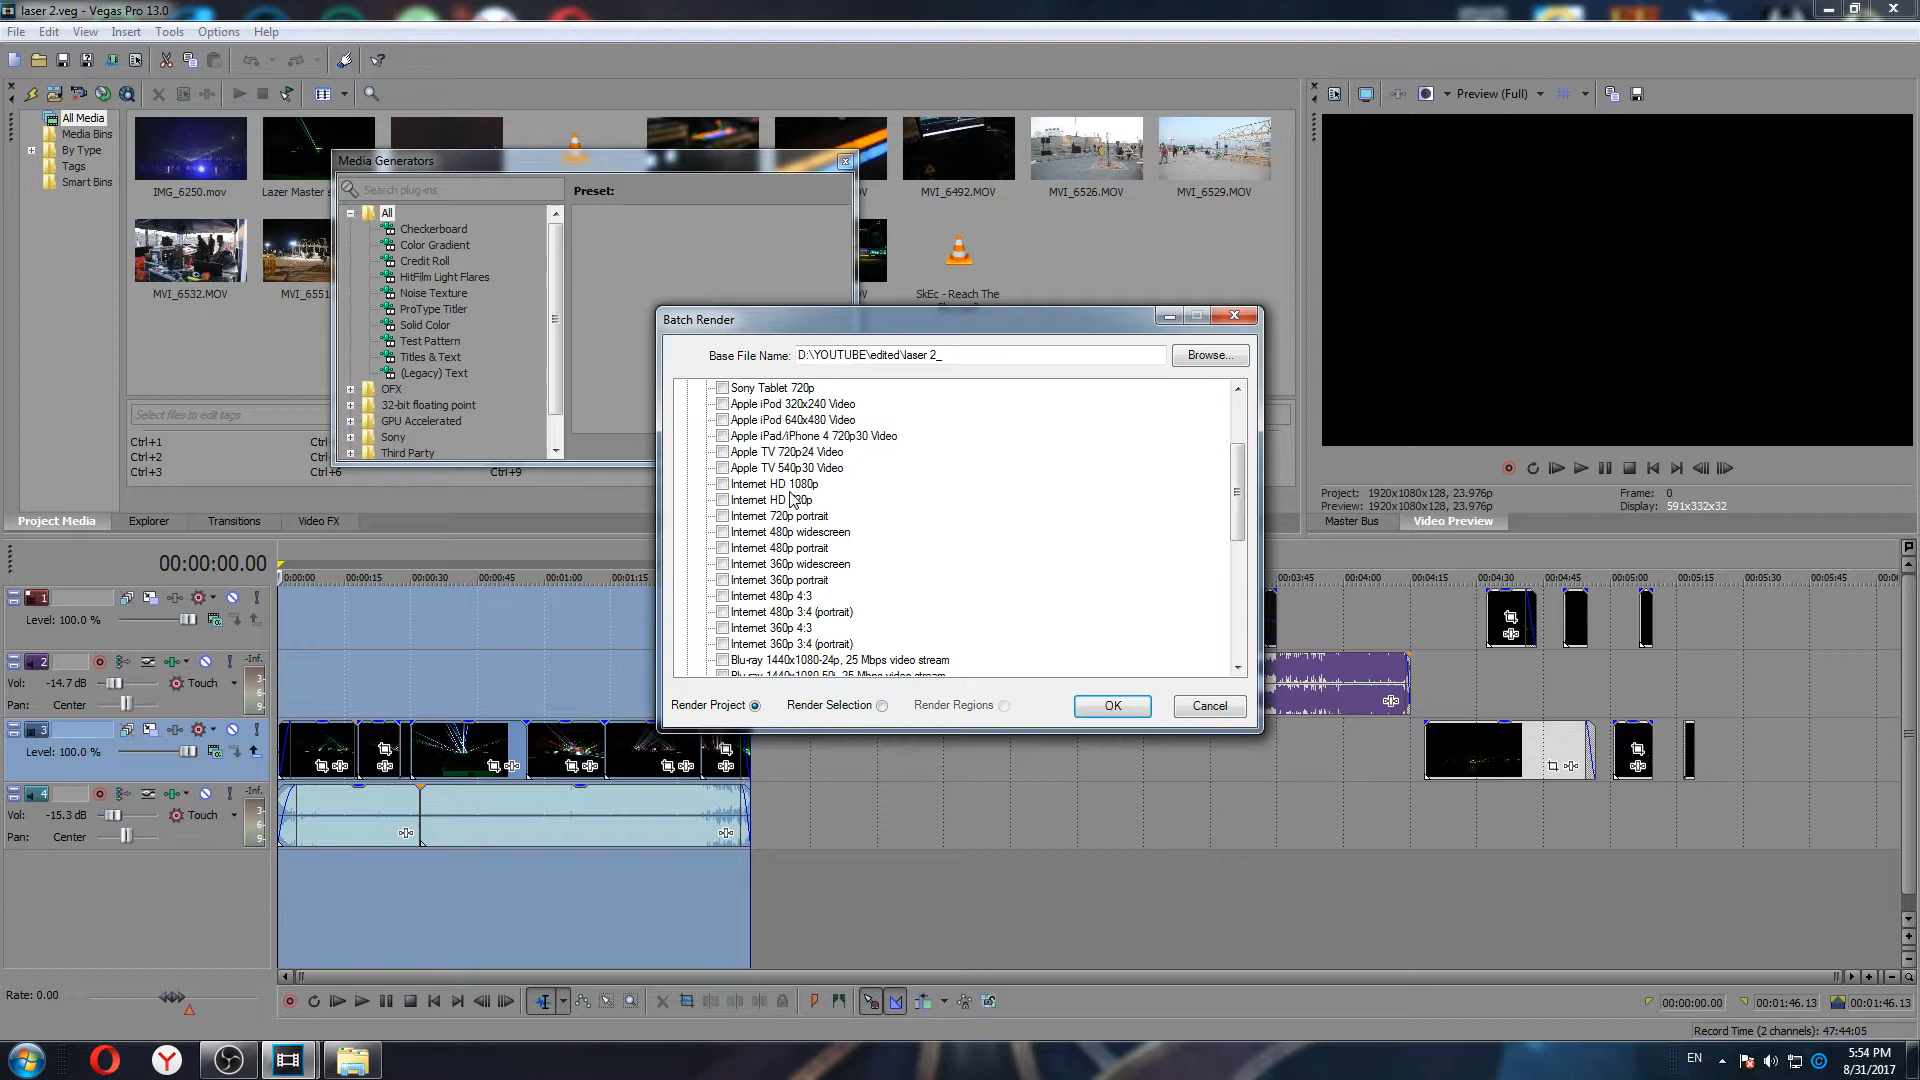 laser 2.veg - Vegas Pro 13.0
File Edit View Insert Tools Options Help
All Media
Media Bins
By Type
Tags
Smart Bins
IMG_6250.mov
Lazer Master s
MVI_6492.MOV
MVI_6526.MOV
MVI_6529.MOV
MVI_6532.MOV
MVI_6551
SkEc - Reach The
Select files to edit tags
Ctrl+1
Ctrl+2
Ctrl+3
Ctrl+6
Ctrl+9
Project Media Explorer Transitions Video FX
Media Generators
Search plug-ins
Preset:
All
Checkerboard
Color Gradient
Credit Roll
HitFilm Light Flares
Noise Texture
ProType Titler
Solid Color
Test Pattern
Titles & Text
(Legacy) Text
OFX
32-bit floating point
GPU Accelerated
Sony
Third Party
Batch Render
Base File Name: D:\YOUTUBE\edited\laser 2_ Browse...
Sony Tablet 720p
Apple iPod 320x240 Video
Apple iPod 640x480 Video
Apple iPad/iPhone 4 720p30 Video
Apple TV 720p24 Video
Apple TV 540p30 Video
Internet HD 1080p
Internet HD
Internet 720p portrait
Internet 480p widescreen
Internet 480p portrait
Internet 360p widescreen
Internet 360p portrait
Internet 480p 4:3
Internet 480p 3:4 (portrait)
Internet 360p 4:3
Internet 360p 3:4 (portrait)
Blu-ray 1440x1080-24p, 25 Mbps video stream
Blu-ray 1440x1080-50i, 25 Mbps video stream
Render Project Render Selection Render Regions OK Cancel
Preview (Full)
Project: 1920x1080x128, 23.976p Frame: 0
Preview: 1920x1080x128, 23.976p Display: 591x332x32
Master Bus Video Preview
00:00:00.00
00:00:00 00:00:15 00:00:30 00:00:45 00:01:00 00:01:15 00:03:45 00:04:00 00:04:15 00:04:30 00:04:45 00:05:00 00:05:15 00:05:30 00:05:45 00:06
1
Level: 100.0 %
2 -Inf.
Vol: -14.7 dB Touch
Pan: Center
3
Level: 100.0 %
4 -Inf.
Vol: -15.3 dB Touch
Pan: Center
Rate: 0.00
00:00:00.00 00:01:46.13 00:01:46.13
Record Time (2 channels): 47:44:05
EN
5:54 PM
8/31/2017